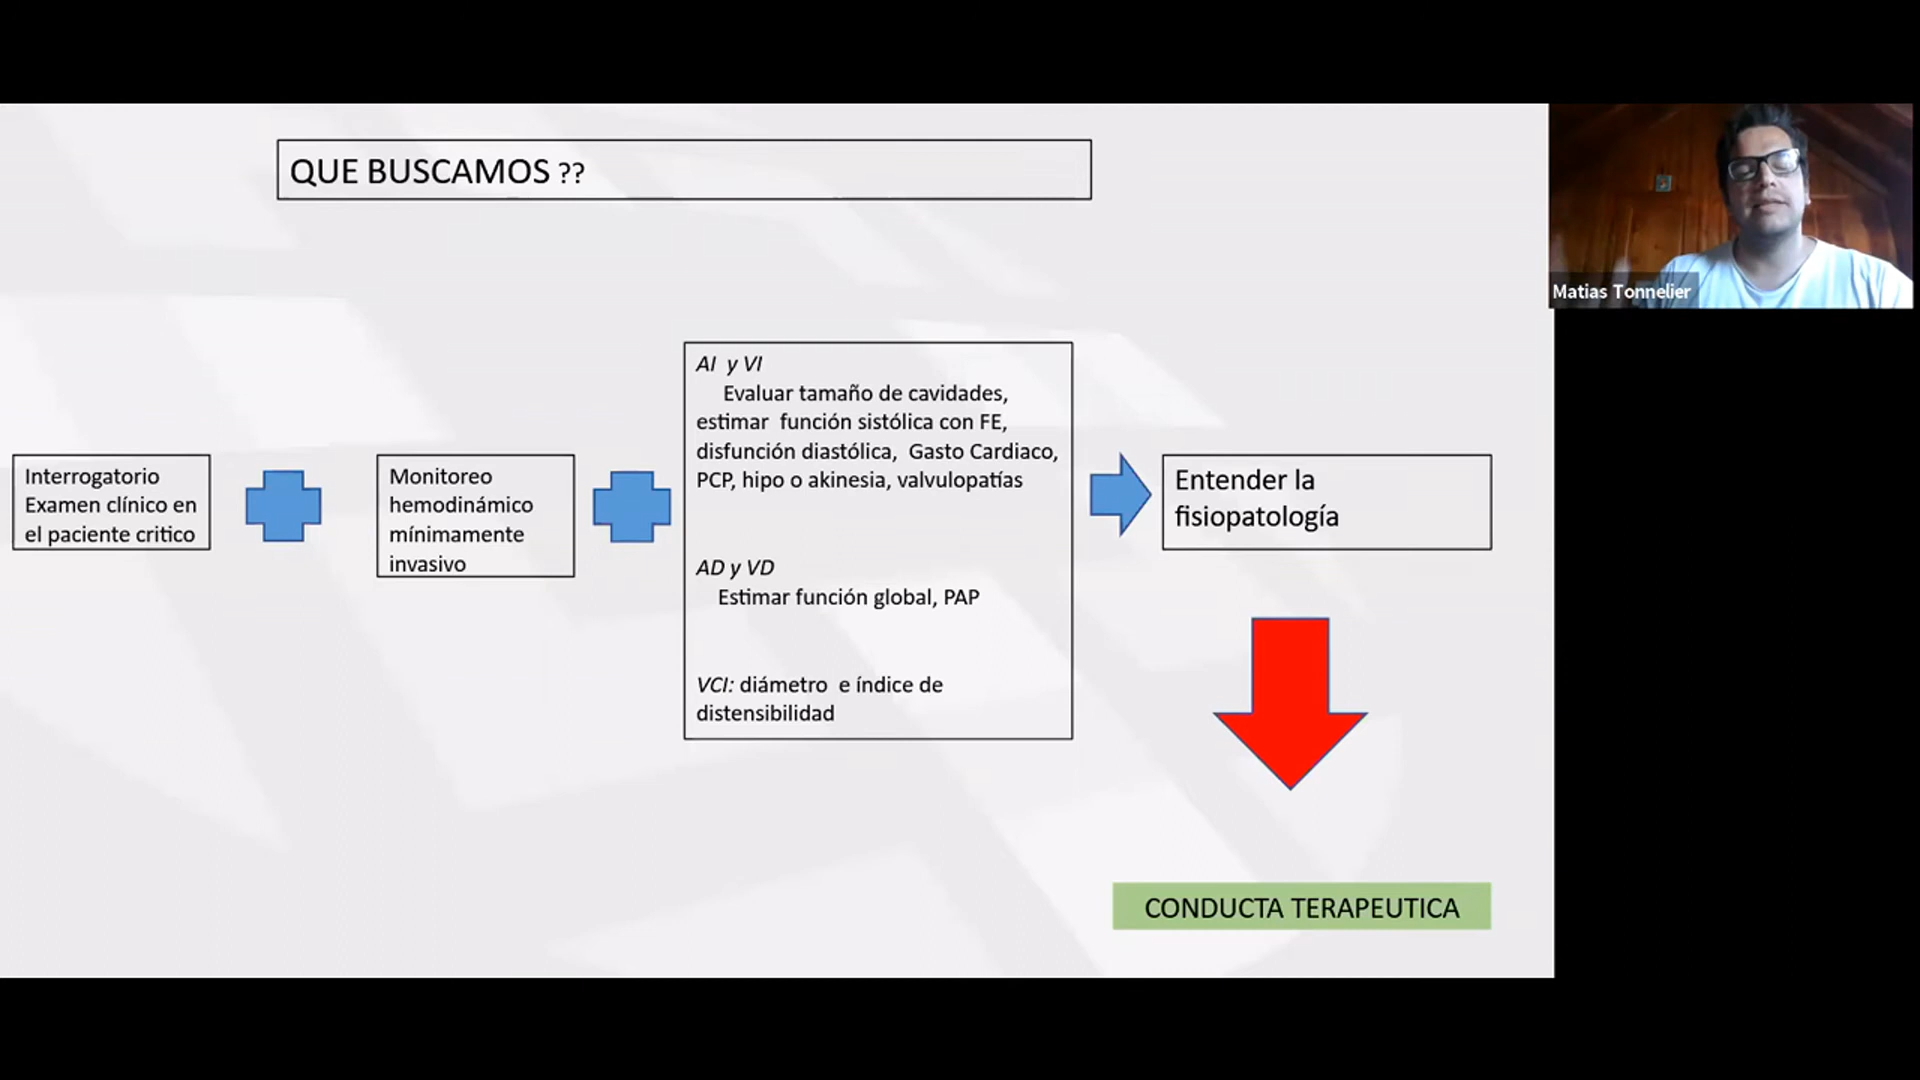 QUE BUSCAMOS ??
Matias Tonnelier
Interrogatorio
Examen clínico en
el paciente critico
Monitoreo
hemodinámico
mínimamente
invasivo
AI y VI
Evaluar tamaño de cavidades,
estimar función sistólica con FE,
disfunción diastólica, Gasto Cardiaco,
PCP, hipo o akinesia, valvulopatías
AD y VD
Estimar función global, PAP
VCI: diámetro e índice de
distensibilidad
Entender la
fisiopatología
CONDUCTA TERAPEUTICA